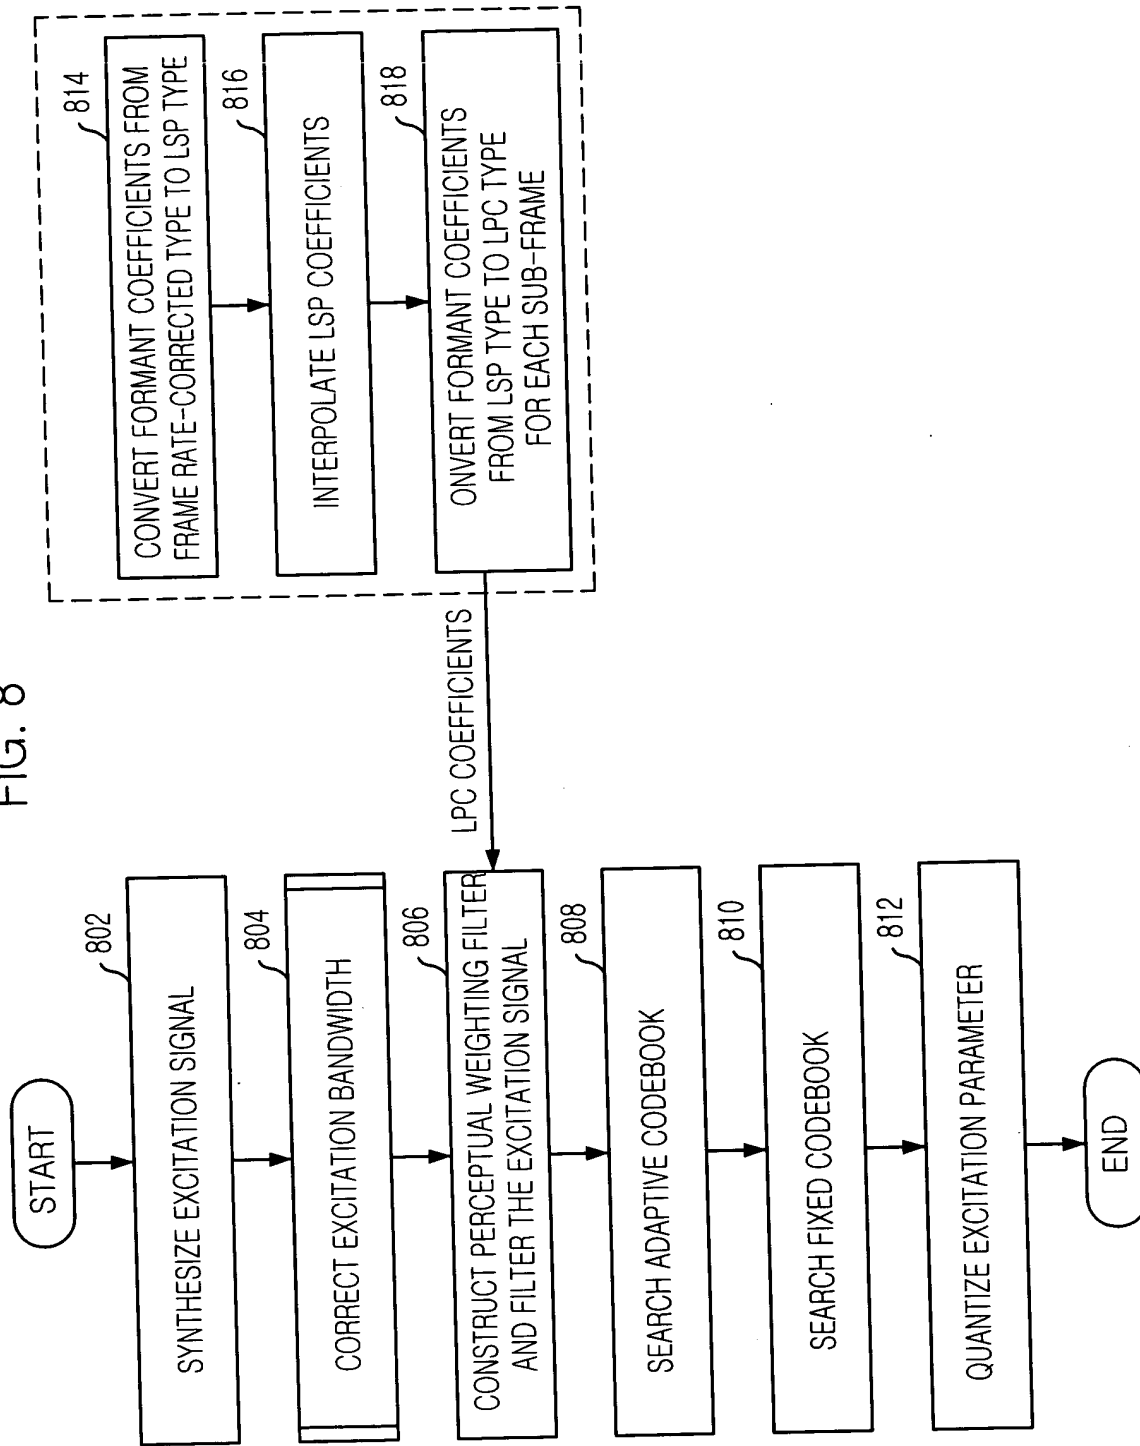 FIG. 8
START
802
SYNTHESIZE EXCITATION SIGNAL
804
CORRECT EXCITATION BANDWIDTH
806
CONSTRUCT PERCEPTUAL WEIGHTING FILTER
AND FILTER THE EXCITATION SIGNAL
808
SEARCH ADAPTIVE CODEBOOK
810
SEARCH FIXED CODEBOOK
812
QUANTIZE EXCITATION PARAMETER
END
LPC COEFFICIENTS
814
CONVERT FORMANT COEFFICIENTS FROM
FRAME RATE-CORRECTED TYPE TO LSP TYPE
816
INTERPOLATE LSP COEFFICIENTS
818
ONVERT FORMANT COEFFICIENTS
FROM LSP TYPE TO LPC TYPE
FOR EACH SUB-FRAME